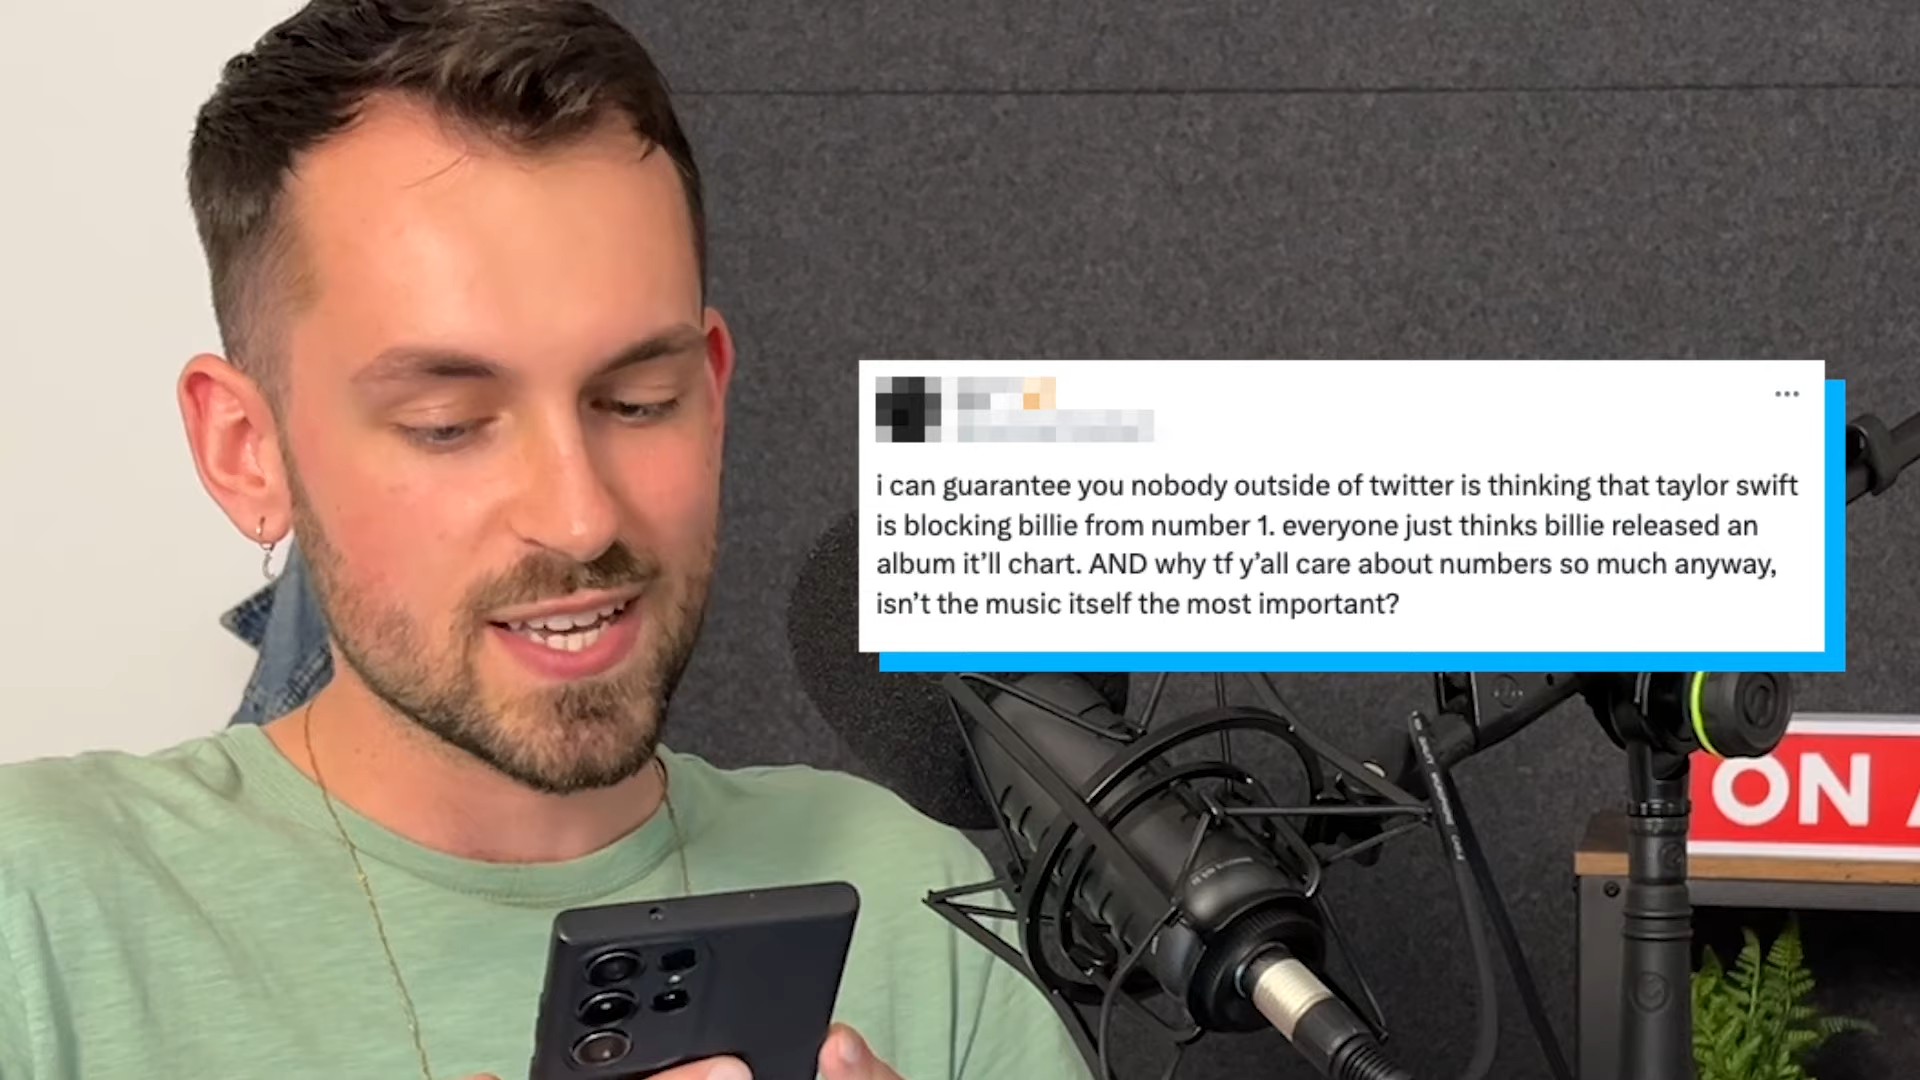 i can guarantee you nobody outside of twitter is thinking that taylor swift
is blocking billie from number 1. everyone just thinks billie released an
album it’ll chart. AND why tf y’all care about numbers so much anyway,
isn’t the music itself the most important?
ON